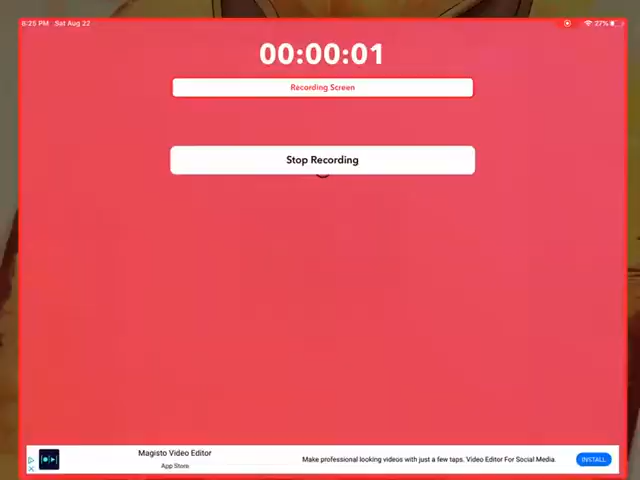 8:25 PM Sat Aug 22
27%
00:00:01
Recording Screen
Stop Recording
Magisto Video Editor
App Store
Make professional looking videos with just a few taps. Video Editor For Social Media.
INSTALL